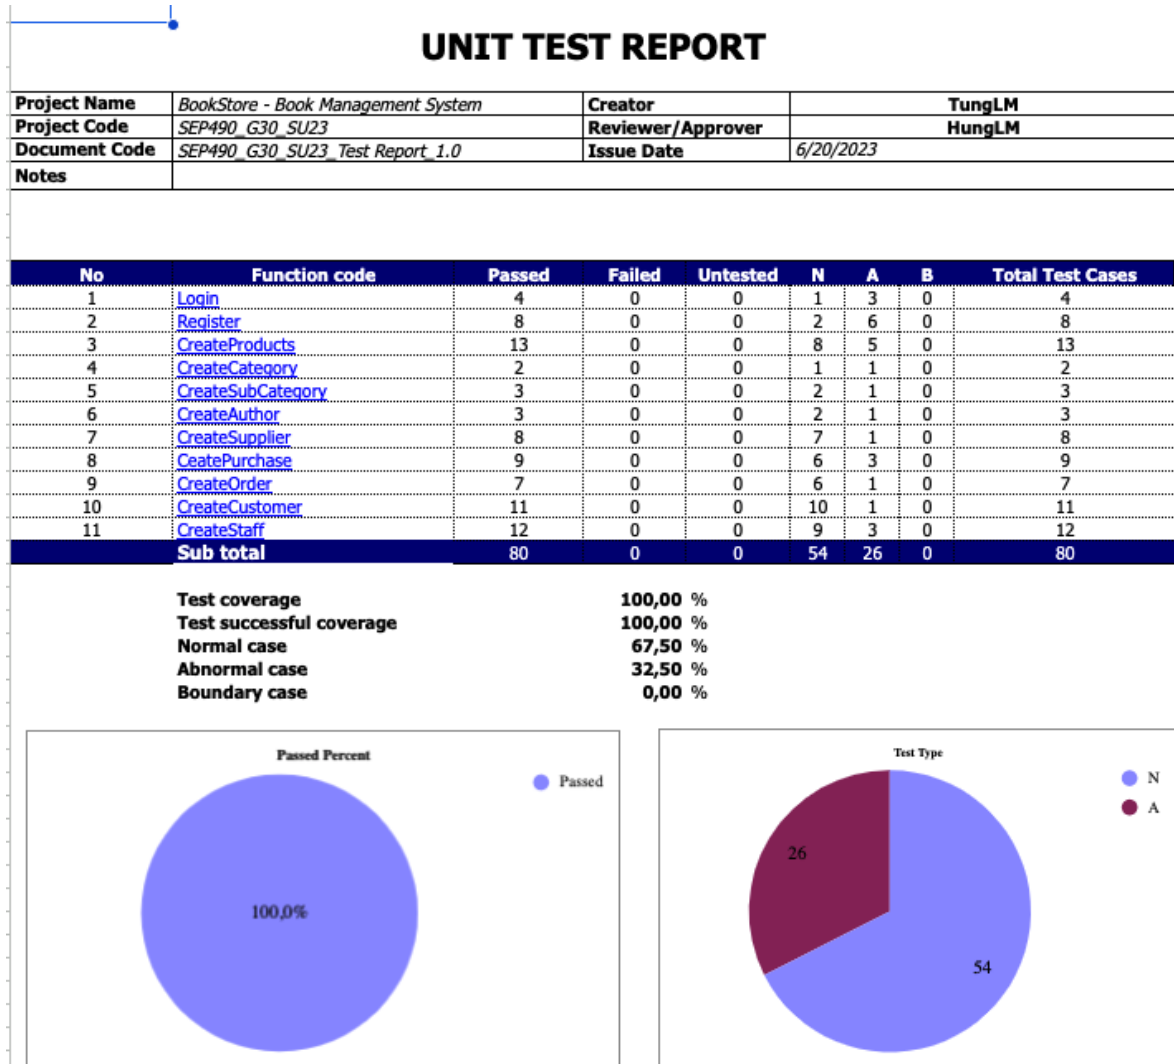 UNIT TEST REPORT
Project Name BookStore - Book Management System Creator TungLM
Project Code SEP490_G30_SU23 Reviewer/Approver HungLM
Document Code SEP490_G30_SU23_Test Report_1.0 Issue Date 6/20/2023
Notes
No Function code Passed Failed Untested N A B Total Test Cases
1 Login 4 0 0 1 3 0 4
2 Register 8 0 0 2 6 0 8
3 CreateProducts 13 0 0 8 5 0 13
4 CreateCategory 2 0 0 1 1 0 2
5 CreateSubCategory 3 0 0 2 1 0 3
6 CreateAuthor 3 0 0 2 1 0 3
7 CreateSupplier 8 0 0 7 1 0 8
8 CeatePurchase 9 0 0 6 3 0 9
9 CreateOrder 7 0 0 6 1 0 7
10 CreateCustomer 11 0 0 10 1 0 11
11 CreateStaff 12 0 0 9 3 0 12
Sub total 80 0 0 54 26 0 80
Test coverage 100,00 %
Test successful coverage 100,00 %
Normal case 67,50 %
Abnormal case 32,50 %
Boundary case 0,00 %
Passed Percent
Passed
100,0%
Test Type
N
A
26
54